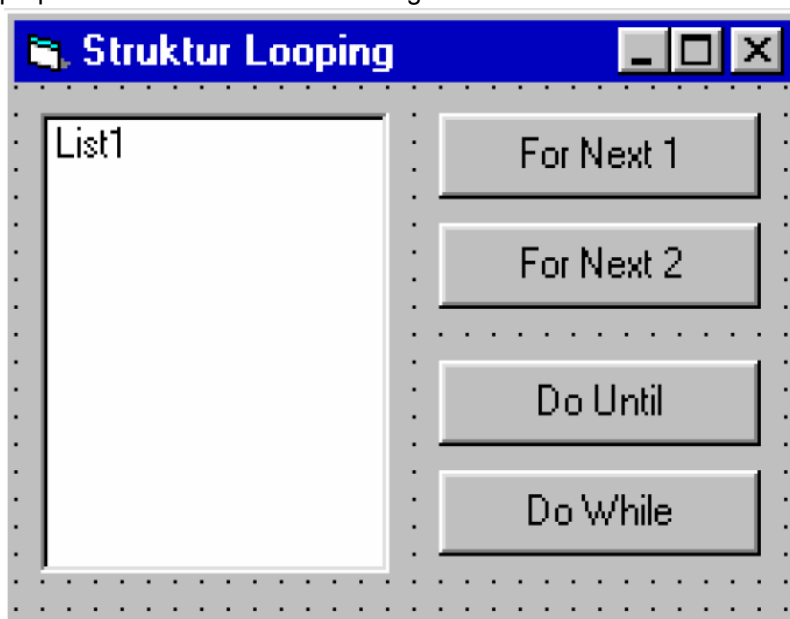 Struktur Looping
List1
For Next 1
For Next 2
Do Until
Do While